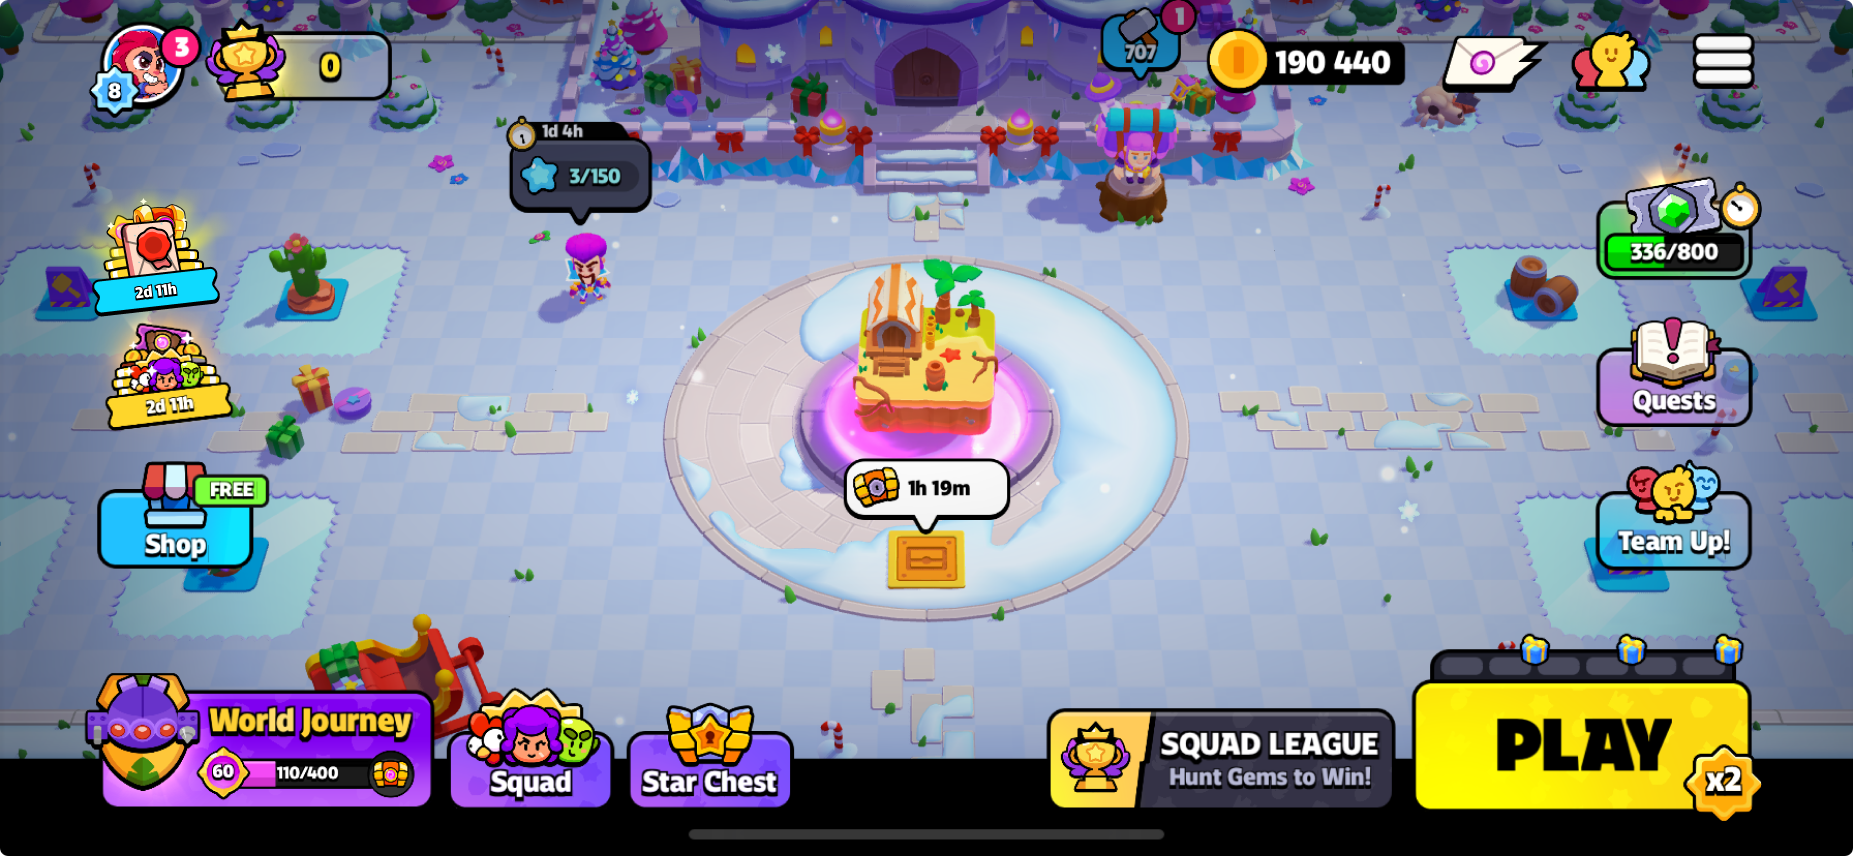 3
8
0
1d 4h
3/150
1
707
190 440
336/800
2d 11h
2d 11h
Quests
FREE
Shop
1h 19m
Team Up!
World Journey
60
110/400
Squad
Star Chest
SQUAD LEAGUE
Hunt Gems to Win!
PLAY
x2